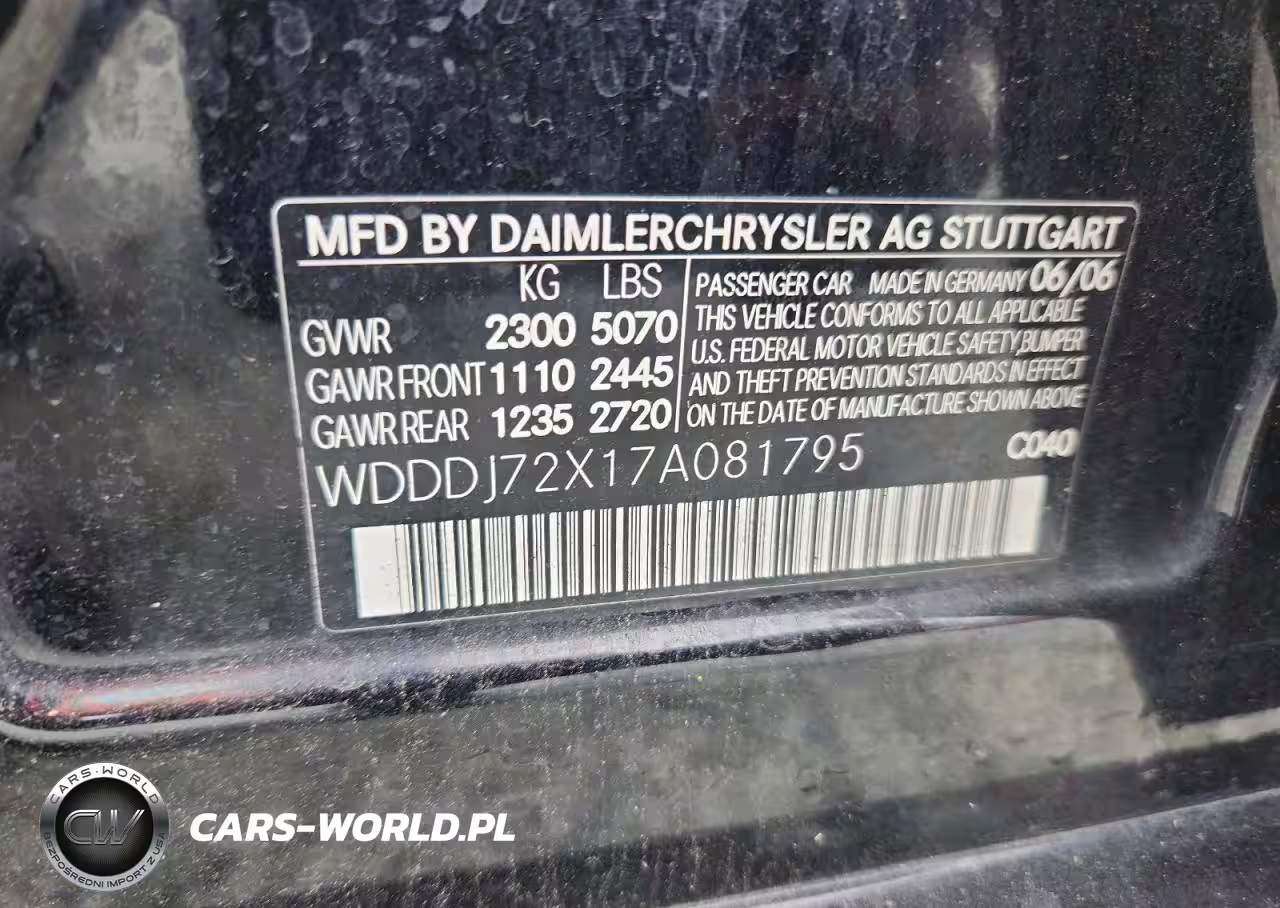 MFD BY DAIMLERCHRYSLER AG STUTTGART
KG LBS
GVWR 2300 5070
GAWR FRONT 1110 2445
GAWR REAR 1235 2720
PASSENGER CAR MADE IN GERMANY 06/06
THIS VEHICLE CONFORMS TO ALL APPLICABLE
U.S. FEDERAL MOTOR VEHICLE SAFETY,BUMPER
AND THEFT PREVENTION STANDARDS IN EFFECT
ON THE DATE OF MANUFACTURE SHOWN ABOVE
WDDDJ72X17A081795
C040
CARS-WORLD
CW
BEZPOŚREDNI IMPORT Z USA
CARS-WORLD.PL